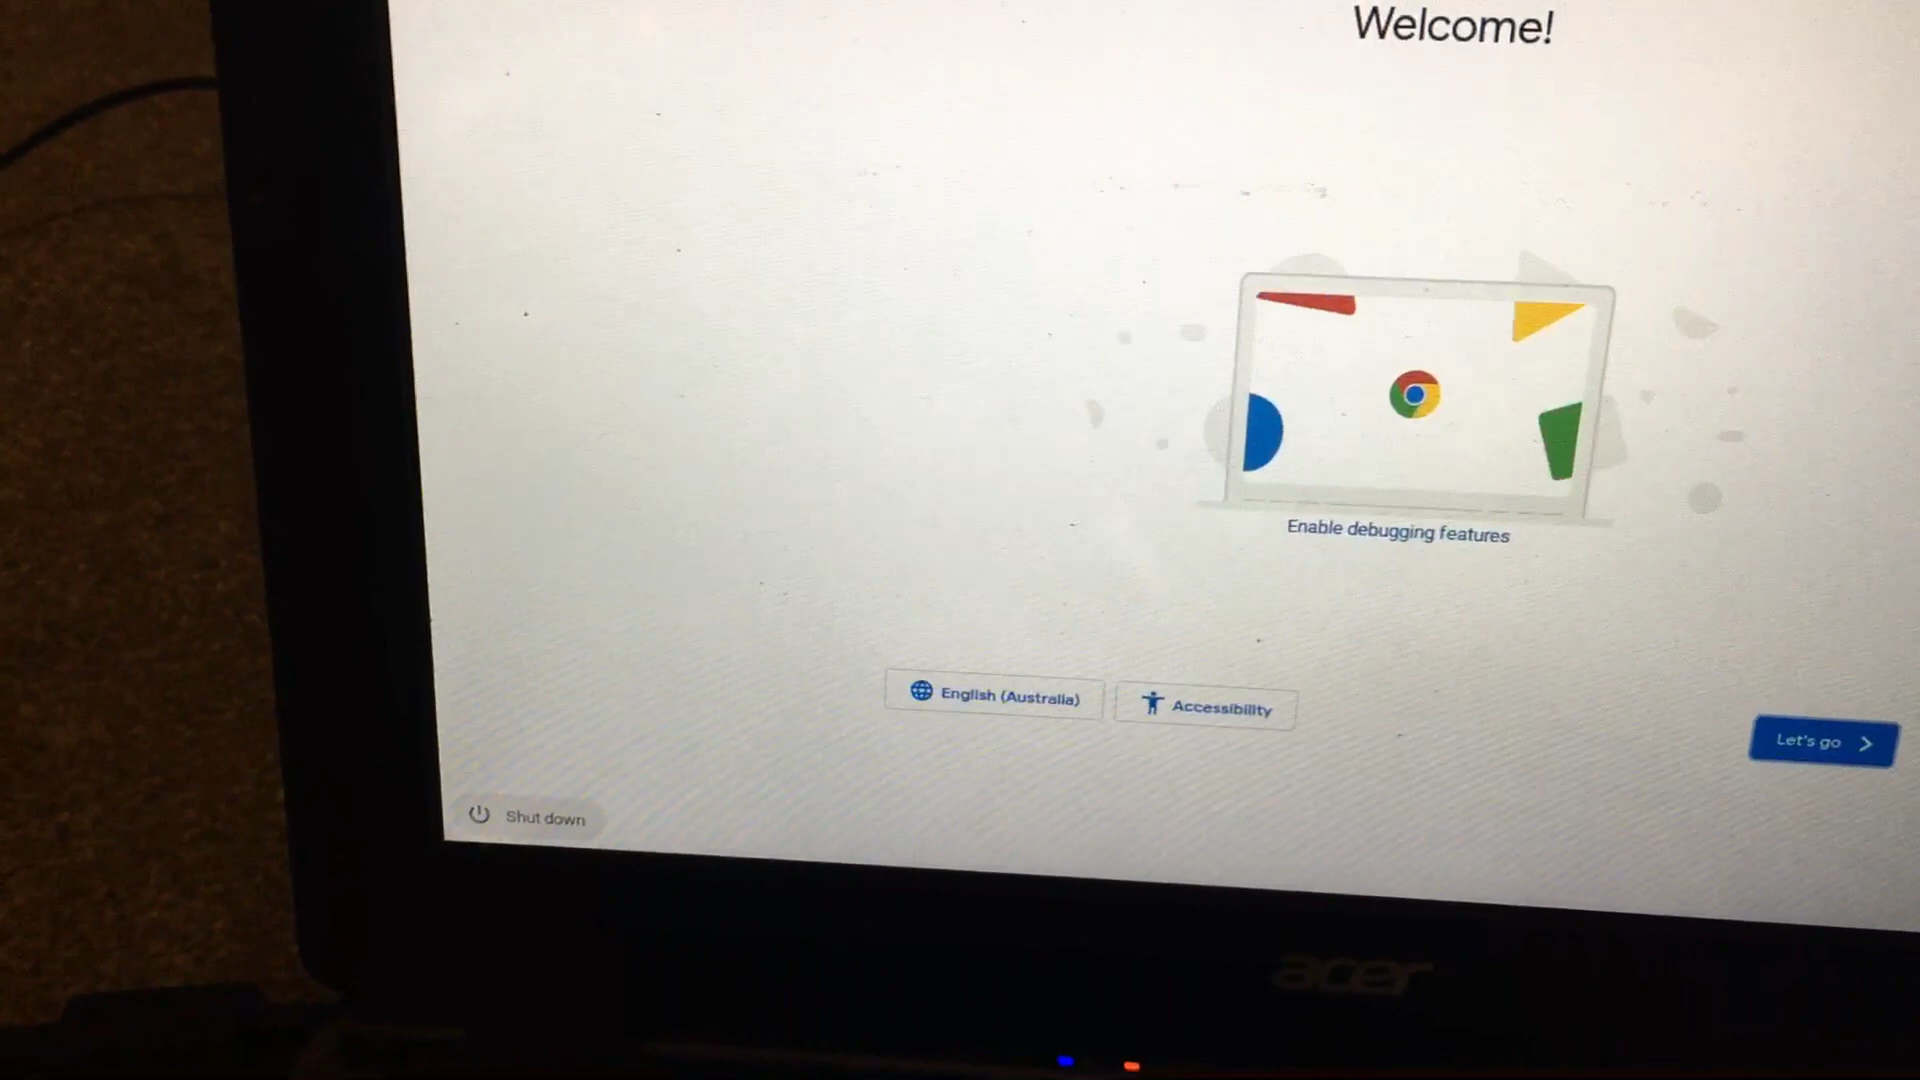 Welcome!
Enable debugging features
English (Australia)
Accessibility
Let's go
Shut down
acer